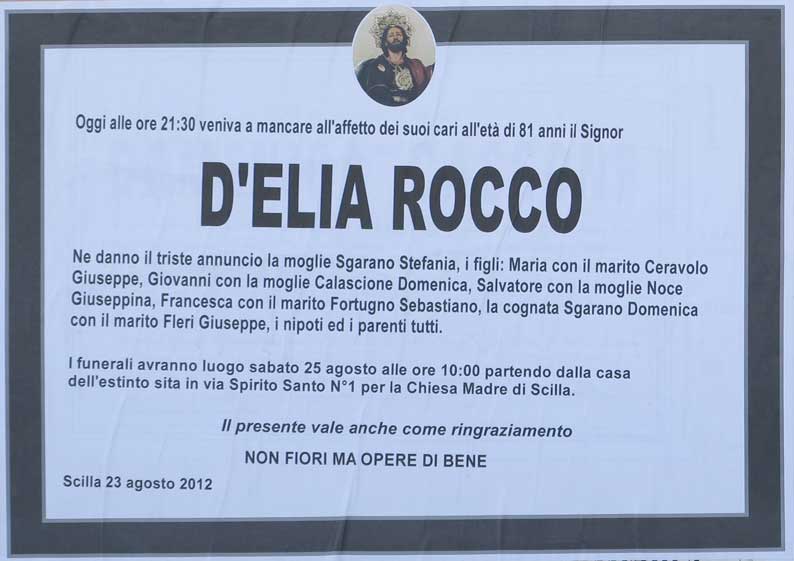 Oggi alle ore 21:30 veniva a mancare all'affetto dei suoi cari all'età di 81 anni il Signor
D'ELIA ROCCO
Ne danno il triste annuncio la moglie Sgarano Stefania, i figli: Maria con il marito Ceravolo
Giuseppe, Giovanni con la moglie Calascione Domenica, Salvatore con la moglie Noce
Giuseppina, Francesca con il marito Fortugno Sebastiano, la cognata Sgarano Domenica
con il marito Fleri Giuseppe, i nipoti ed i parenti tutti.
I funerali avranno luogo sabato 25 agosto alle ore 10:00 partendo dalla casa
dell'estinto sita in via Spirito Santo N°1 per la Chiesa Madre di Scilla.
Il presente vale anche come ringraziamento
NON FIORI MA OPERE DI BENE
Scilla 23 agosto 2012